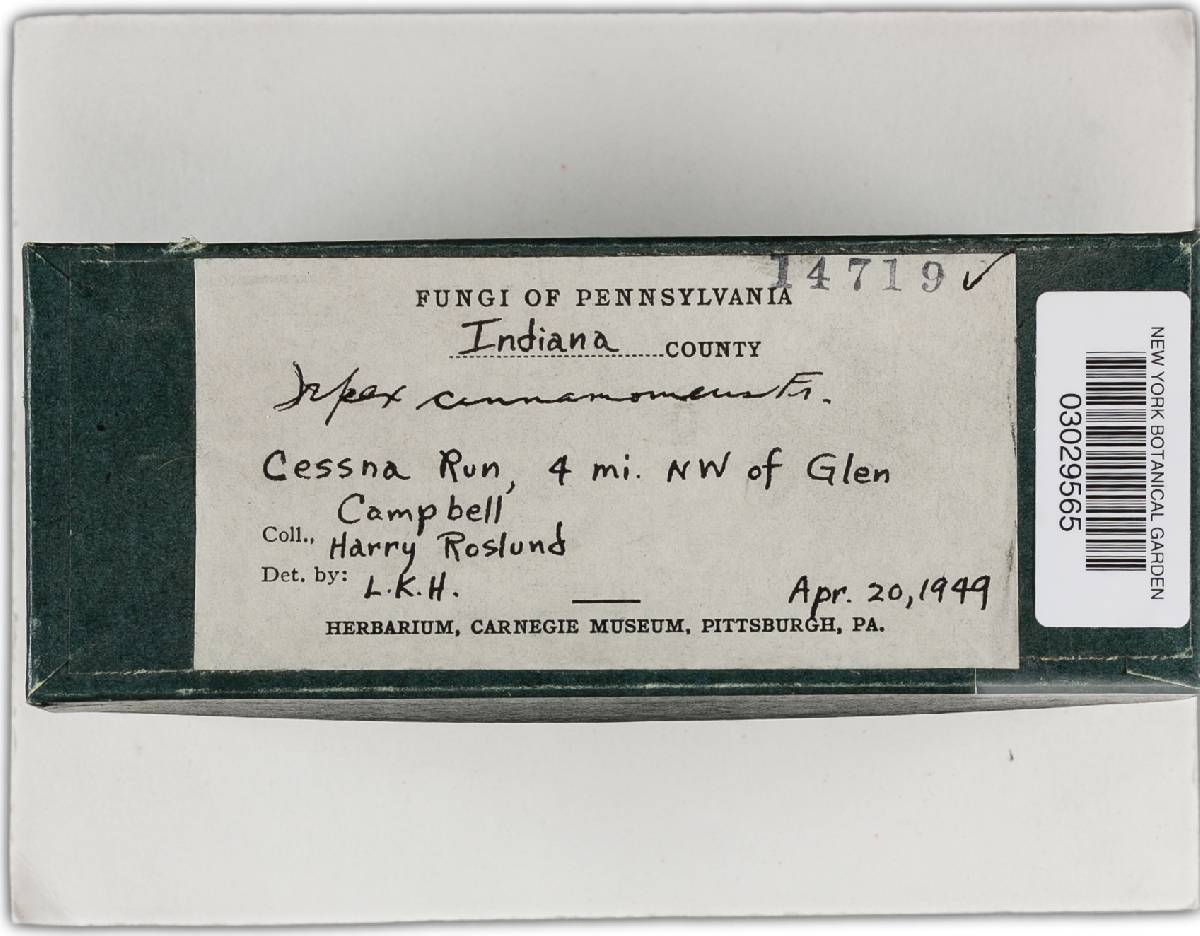 14719 ✓
FUNGI OF PENNSYLVANIA
Indiana COUNTY
Irpex cinnamomeus Fr.
Cessna Run, 4 mi. NW of Glen
Campbell
Coll., Harry Roslund
Det. by: L.K.H. Apr. 20, 1949
HERBARIUM, CARNEGIE MUSEUM, PITTSBURGH, PA.
NEW YORK BOTANICAL GARDEN
03029565